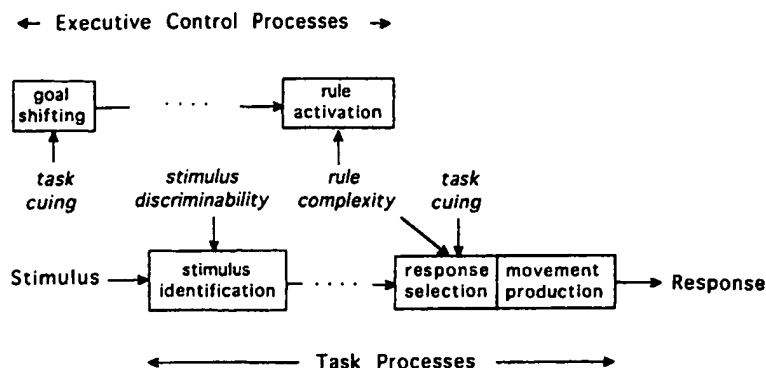 Executive Control Processes
goal
shifting
. . . .
rule
activation
task
cuing
stimulus
discriminability
rule
complexity
task
cuing
Stimulus
stimulus
identification
. . . . .
response
selection
movement
production
Response
Task Processes